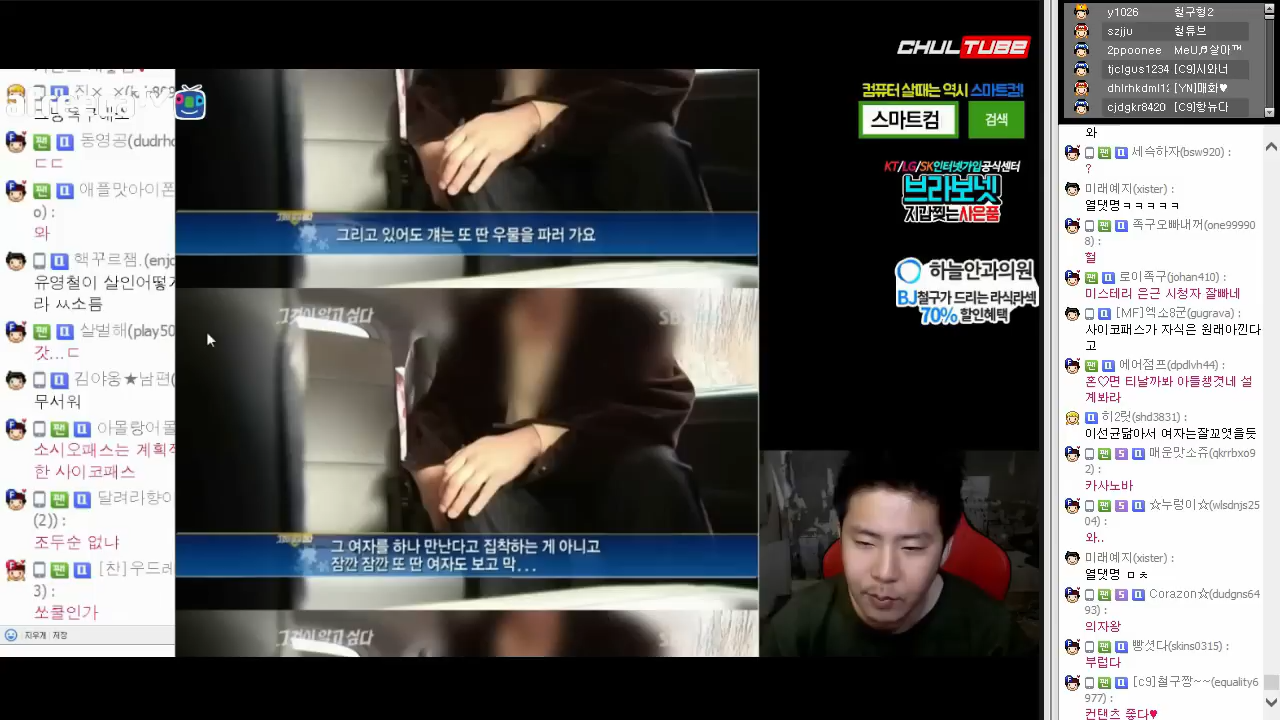 CHULTUBE
컴퓨터 살때는 역시 스마트컴!
스마트컴
검색
KT/LG/SK인터넷가입공식센터
브라보넷
지갑찢는사은품
하늘안과의원
BJ철구가 드리는 라식라섹
70% 할인혜택
동영공(dudrho
ㄷㄷ
애플맛아이폰
o) :
와
핵꾸르잼.(enjo
유영철이 살인어떻게
라 ㅆ소름
살벌해(play50
갓...ㄷ
김야옹★남편(
무서워
아몰랑어몰
소시오패스는 계획적
한 사이코패스
달려라향이
(2)) :
조두순 없냐
[찬]우드레
3) :
쏘쿨인가
지우개 저장
그리고 있어도 걔는 또 딴 우물을 파러 가요
그것이 알고 싶다
SBS
그 여자를 하나 만난다고 집착하는 게 아니고
잠깐 잠깐 또 딴 여자도 보고 막...
그것이 알고 싶다
y1026 철구형2
szjju 철튜브
2ppoonee MeU♬살아™
tjclgus1234 [C9]시와너
dhlrhkdml12 [YN]매화♥
cjdgkr8420 [C9]항뉴다
와
세속하자(bsw920) :
?
미래예지(xister) :
열댓명ㅋㅋㅋㅋㅋ
족구오빠내꺼(one99990
8) :
헐
로이족구(johan410) :
미스테리 은근 시청자 잘빠네
[MF]엑소8군(gugrava) :
사이코패스가 자식은 원래아낀다
고
에어점프(dpdlvh44) :
혼♡면 티날까봐 아들챙겻네 설
계봐라
히2릿(shd3831) :
이선균닮아서 여자는잘꼬엿을듯
매운맛소쥬(qkrrbxo9
2) :
카사노바
☆누렁이☆(wlsdnjs2
504) :
와..
미래예지(xister) :
열댓명 ㅁㅊ
Corazon☆(dudgns64
93) :
의자왕
빵셧다(skins0315) :
부럽다
[c9]철구짱~~(equality6
977) :
컨탠츠 좋다♥